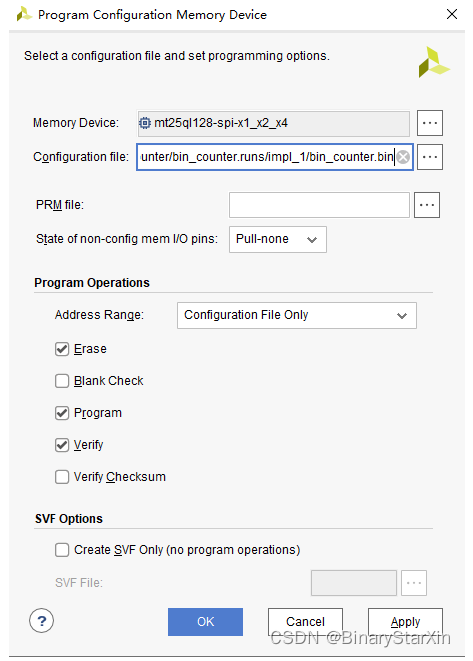 Program Configuration Memory Device
Select a configuration file and set programming options.
Memory Device: mt25ql128-spi-x1_x2_x4 ...
Configuration file: unter/bin_counter.runs/impl_1/bin_counter.bin ...
PRM file: ...
State of non-config mem I/O pins: Pull-none
Program Operations
Address Range: Configuration File Only
Erase
Blank Check
Program
Verify
Verify Checksum
SVF Options
Create SVF Only (no program operations)
SVF File: ...
? OK Cancel Apply
CSDN @BinaryStarXin